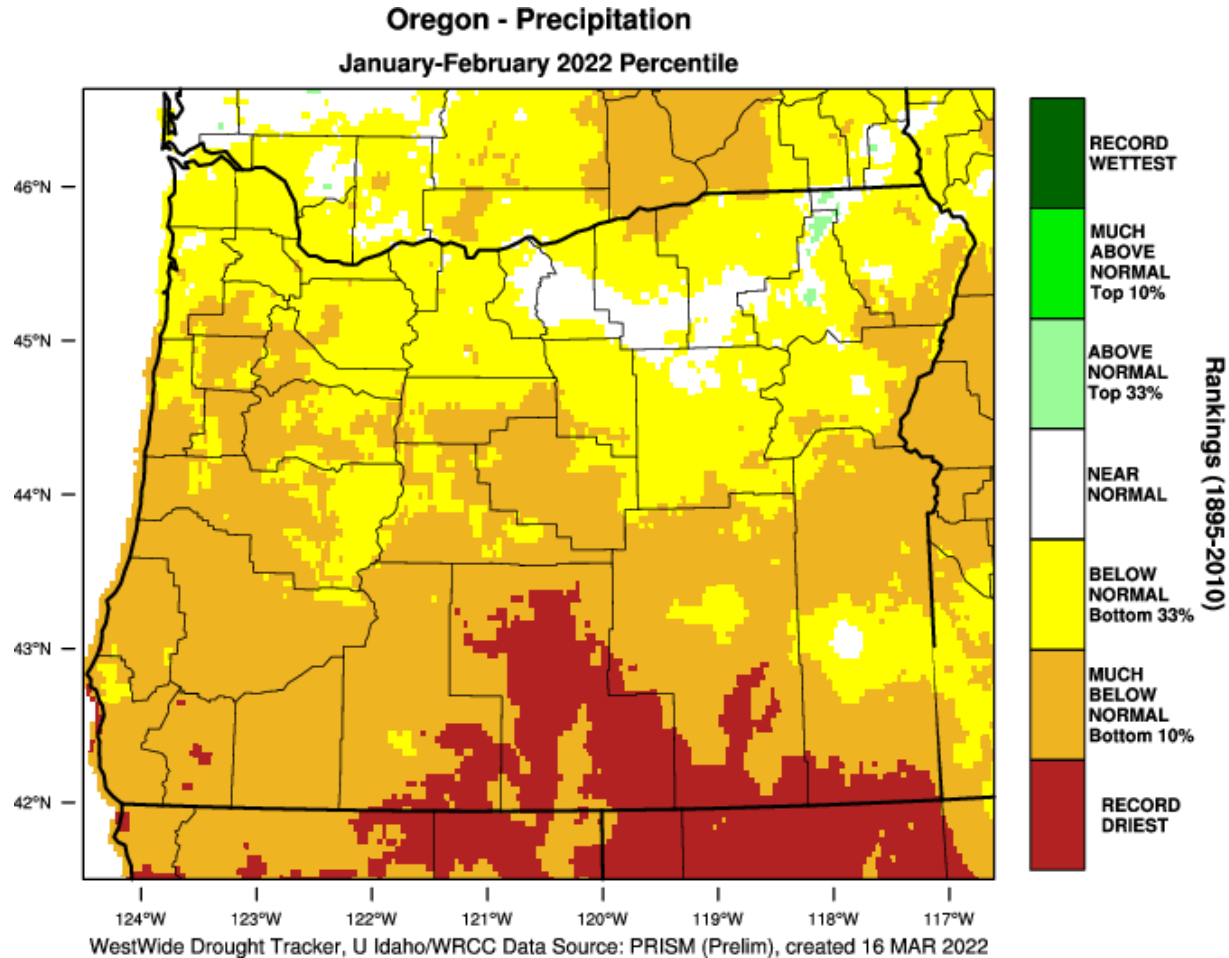 Oregon - Precipitation
January-February 2022 Percentile
46°N
45°N
44°N
43°N
42°N
124°W
123°W
122°W
121°W
120°W
119°W
118°W
117°W
RECORD
WETTEST
MUCH
ABOVE
NORMAL
Top 10%
ABOVE
NORMAL
Top 33%
NEAR
NORMAL
BELOW
NORMAL
Bottom 33%
MUCH
BELOW
NORMAL
Bottom 10%
RECORD
DRIEST
Rankings (1895-2010)
WestWide Drought Tracker, U Idaho/WRCC Data Source: PRISM (Prelim), created 16 MAR 2022